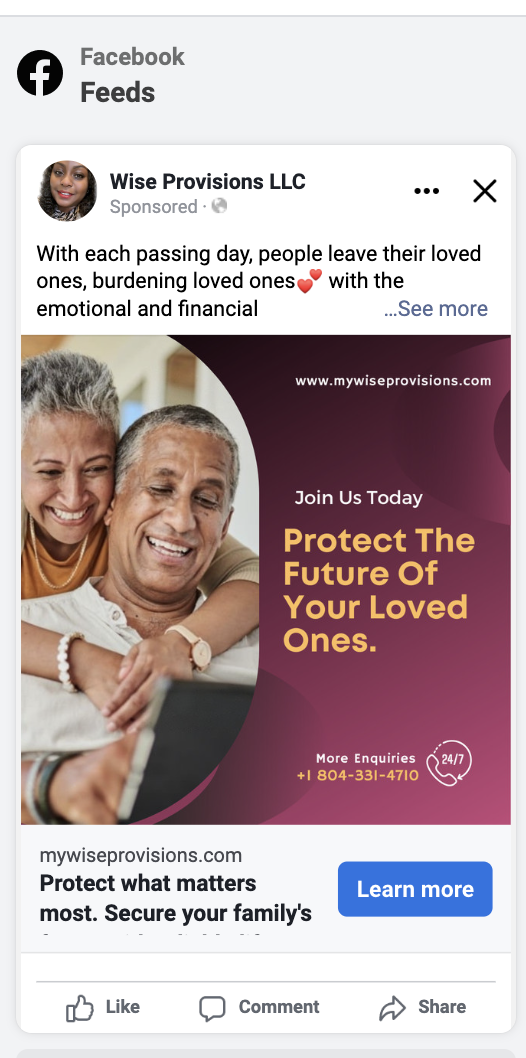 Facebook
Feeds
Wise Provisions LLC
Sponsored ·
With each passing day, people leave their loved
ones, burdening loved ones💕 with the
emotional and financial ...See more
www.mywiseprovisions.com
Join Us Today
Protect The
Future Of
Your Loved
Ones.
More Enquiries
+1 804-331-4710
24/7
mywiseprovisions.com
Protect what matters
most. Secure your family's
Learn more
Like
Comment
Share